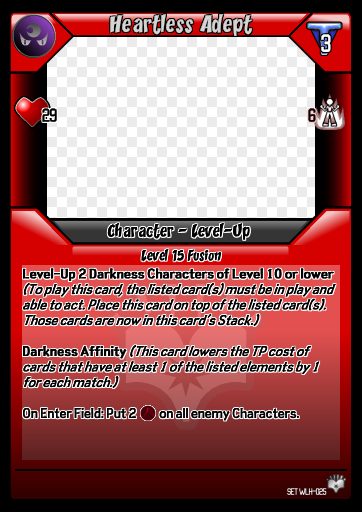 Heartless Adept
3
29
6
Character - Level-Up
Level 15 Fusion
Level-Up 2 Darkness Characters of Level 10 or lower
(To play this card, the listed card(s) must be in play and
able to act. Place this card on top of the listed card(s).
Those cards are now in this card's Stack.)
Darkness Affinity (This card lowers the TP cost of
cards that have at least 1 of the listed elements by 1
for each match.)
On Enter Field: Put 2 on all enemy Characters.
SET WLH-025